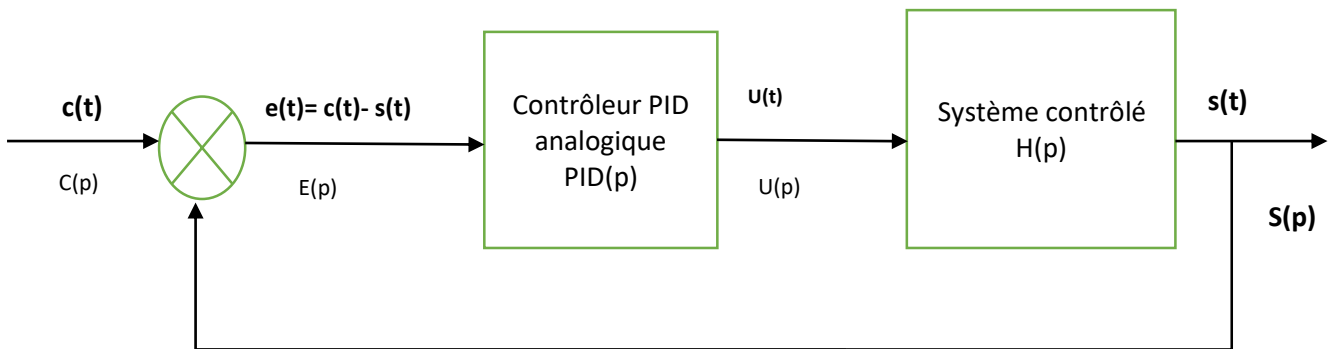 c(t)
C(p)
e(t)= c(t)- s(t)
E(p)
Contrôleur PID
analogique
PID(p)
U(t)
U(p)
Système contrôlé
H(p)
s(t)
S(p)